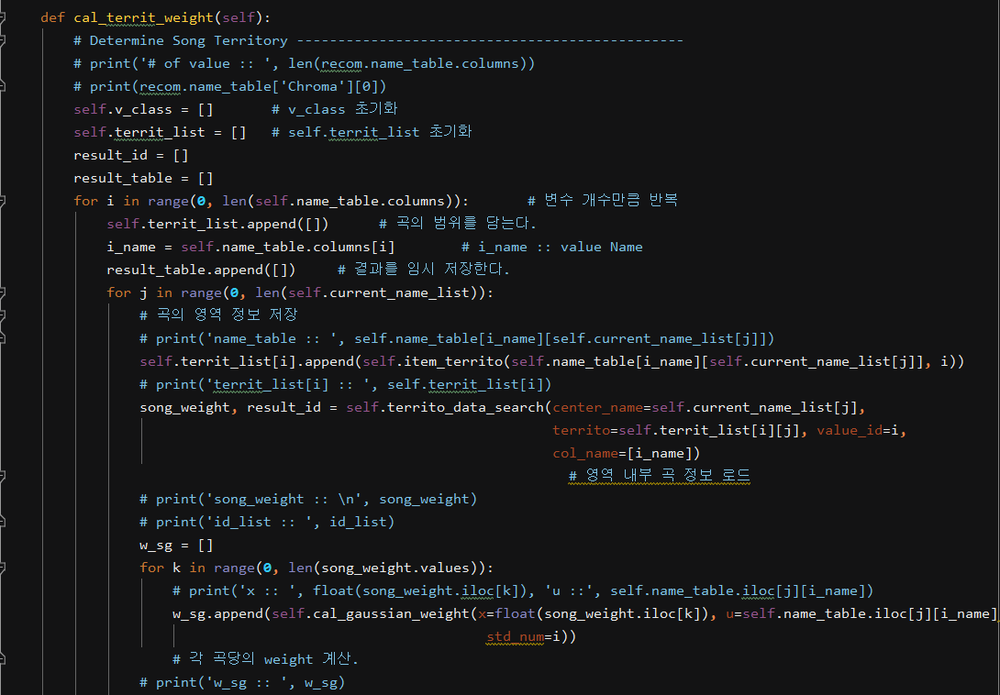 def cal_territ_weight(self):
    # Determine Song Territory -----------------------------------------------
    # print('# of value :: ', len(recom.name_table.columns))
    # print(recom.name_table['Chroma'][0])
    self.v_class = []       # v_class 초기화
    self.territ_list = []   # self.territ_list 초기화
    result_id = []
    result_table = []
    for i in range(0, len(self.name_table.columns)):       # 변수 개수만큼 반복
        self.territ_list.append([])      # 곡의 범위를 담는다.
        i_name = self.name_table.columns[i]        # i_name :: value Name
        result_table.append([])     # 결과를 임시 저장한다.
        for j in range(0, len(self.current_name_list)):
            # 곡의 영역 정보 저장
            # print('name_table :: ', self.name_table[i_name][self.current_name_list[j]])
            self.territ_list[i].append(self.item_territo(self.name_table[i_name][self.current_name_list[j]], i))
            # print('territ_list[i] :: ', self.territ_list[i])
            song_weight, result_id = self.territo_data_search(center_name=self.current_name_list[j],
                                                              territo=self.territ_list[i][j], value_id=i,
                                                              col_name=[i_name])
                                                                # 영역 내부 곡 정보 로드
            # print('song_weight :: \n', song_weight)
            # print('id_list :: ', id_list)
            w_sg = []
            for k in range(0, len(song_weight.values)):
                # print('x :: ', float(song_weight.iloc[k]), 'u ::', self.name_table.iloc[j][i_name])
                w_sg.append(self.cal_gaussian_weight(x=float(song_weight.iloc[k]), u=self.name_table.iloc[j][i_name]
                                                      std_num=i))
                # 각 곡당의 weight 계산.
            # print('w_sg :: ', w_sg)